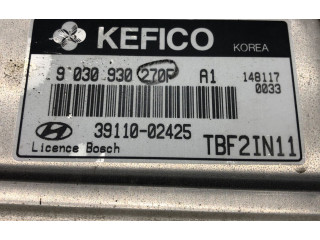 KEFICO
KOREA
9 030 930 270P A1 148117
0033
39110-02425
Licence Bosch TBF2IN11